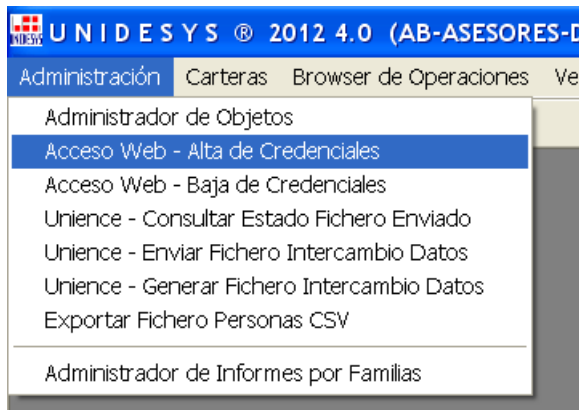 UNIDESYS ® 2012 4.0 (AB-ASESORES-D
Administración Carteras Browser de Operaciones Ve
Administrador de Objetos
Acceso Web - Alta de Credenciales
Acceso Web - Baja de Credenciales
Unience - Consultar Estado Fichero Enviado
Unience - Enviar Fichero Intercambio Datos
Unience - Generar Fichero Intercambio Datos
Exportar Fichero Personas CSV
Administrador de Informes por Familias